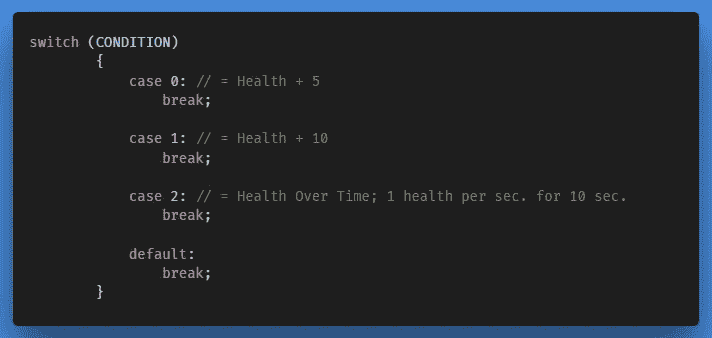 switch (CONDITION)
{
case 0: // = Health + 5
break;
case 1: // = Health + 10
break;
case 2: // = Health Over Time; 1 health per sec. for 10 sec.
break;
default:
break;
}